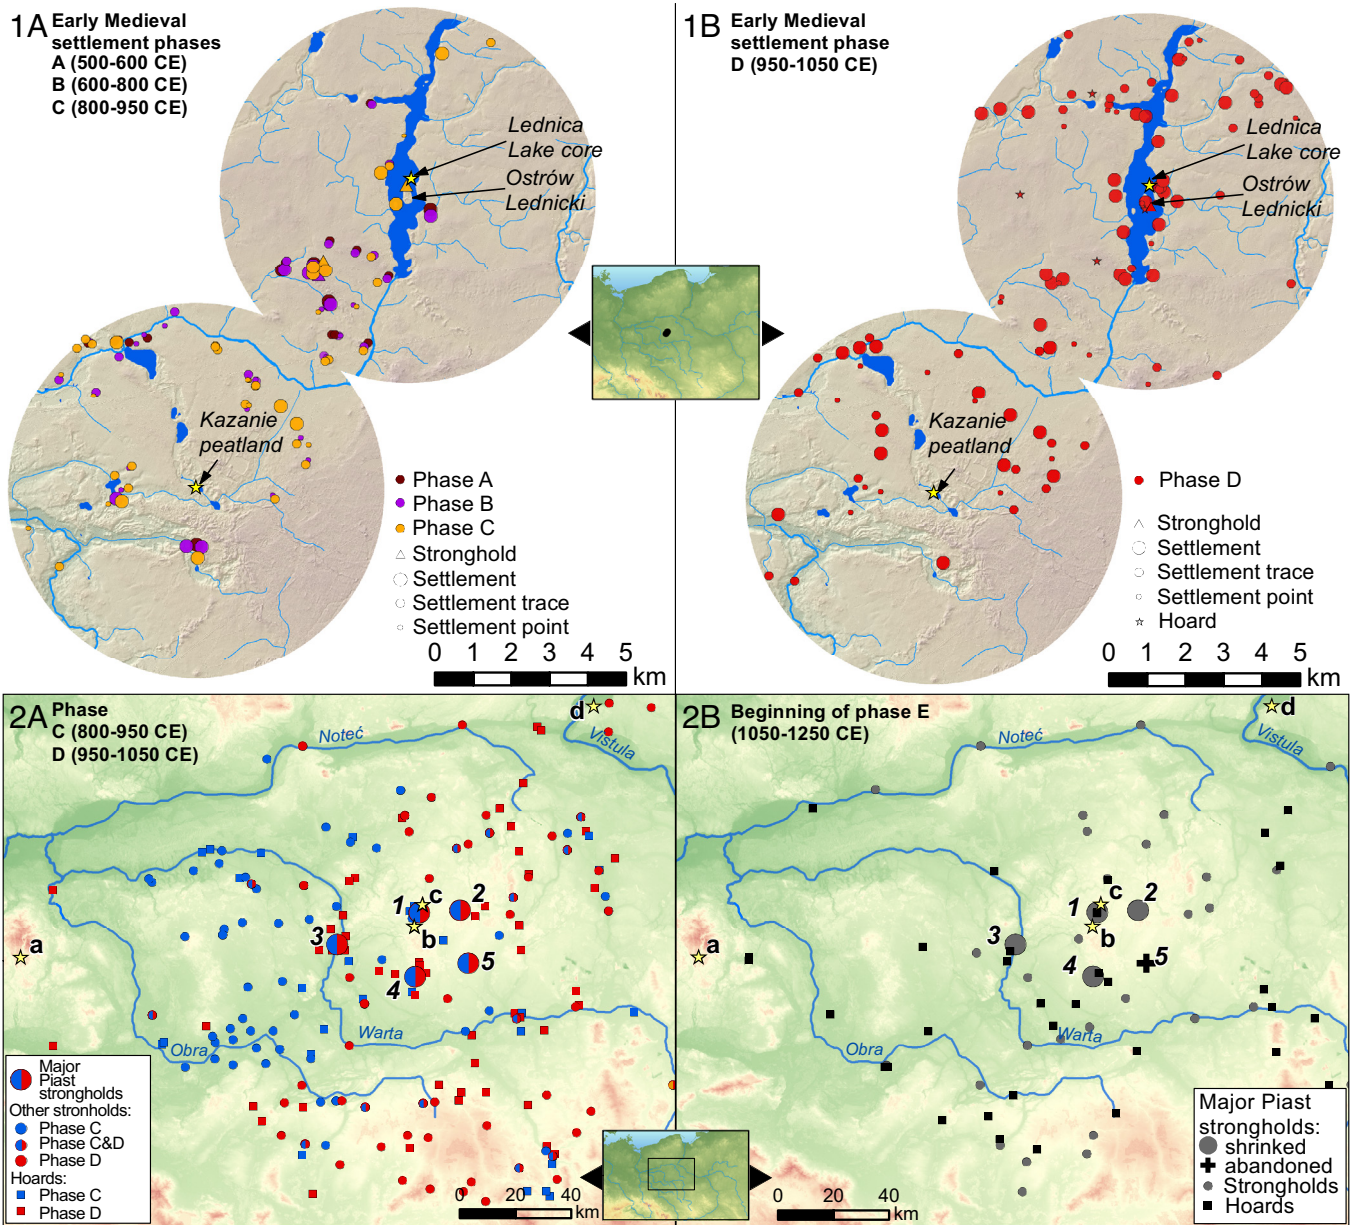 1A Early Medieval
settlement phases
A (500-600 CE)
B (600-800 CE)
C (800-950 CE)
Lednica
Lake core
Ostrów
Lednicki
Kazanie
peatland
Phase A
Phase B
Phase C
Stronghold
Settlement
Settlement trace
Settlement point
0 1 2 3 4 5
km
1B Early Medieval
settlement phase
D (950-1050 CE)
Lednica
Lake core
Ostrów
Lednicki
Kazanie
peatland
Phase D
Stronghold
Settlement
Settlement trace
Settlement point
Hoard
0 1 2 3 4 5
km
2A Phase
C (800-950 CE)
D (950-1050 CE)
Noteć
d
Vistula
1
c
2
b
3
a
5
4
Warta
Obra
Major
Piast
strongholds
Other stronholds:
Phase C
Phase C&D
Phase D
Hoards:
Phase C
Phase D
0 20 40
km
2B Beginning of phase E
(1050-1250 CE)
Noteć
d
Vistula
1
c
2
b
3
a
5
4
Warta
Obra
Major Piast
strongholds:
shrinked
abandoned
Strongholds
Hoards
0 20 40
km